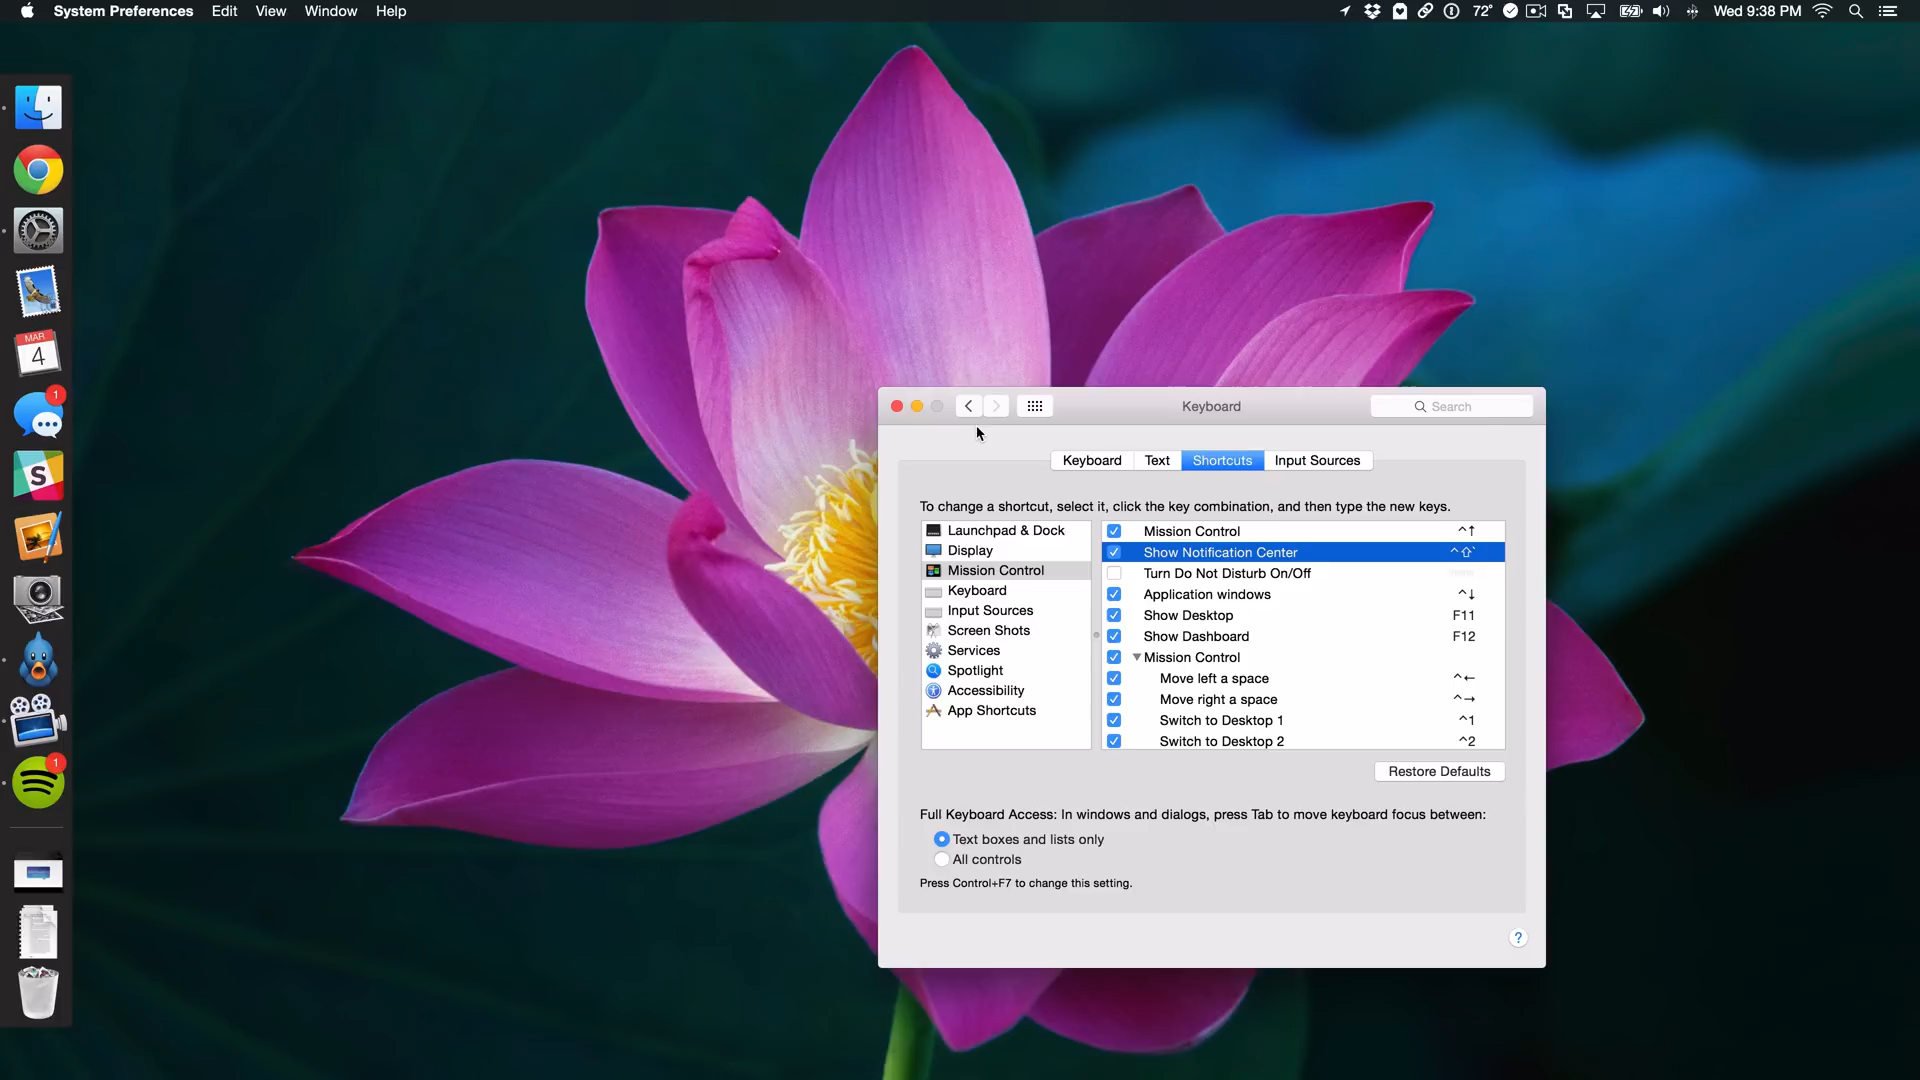 System Preferences Edit View Window Help
72° Wed 9:38 PM
MAR
4
1
S
1
Keyboard
Search
Keyboard Text Shortcuts Input Sources
To change a shortcut, select it, click the key combination, and then type the new keys.
Launchpad & Dock
Display
Mission Control
Keyboard
Input Sources
Screen Shots
Services
Spotlight
Accessibility
App Shortcuts
Mission Control ^↑
Show Notification Center ^⇧`
Turn Do Not Disturb On/Off
Application windows ^↓
Show Desktop F11
Show Dashboard F12
Mission Control
Move left a space ^←
Move right a space ^→
Switch to Desktop 1 ^1
Switch to Desktop 2 ^2
Restore Defaults
Full Keyboard Access: In windows and dialogs, press Tab to move keyboard focus between:
Text boxes and lists only
All controls
Press Control+F7 to change this setting.
?